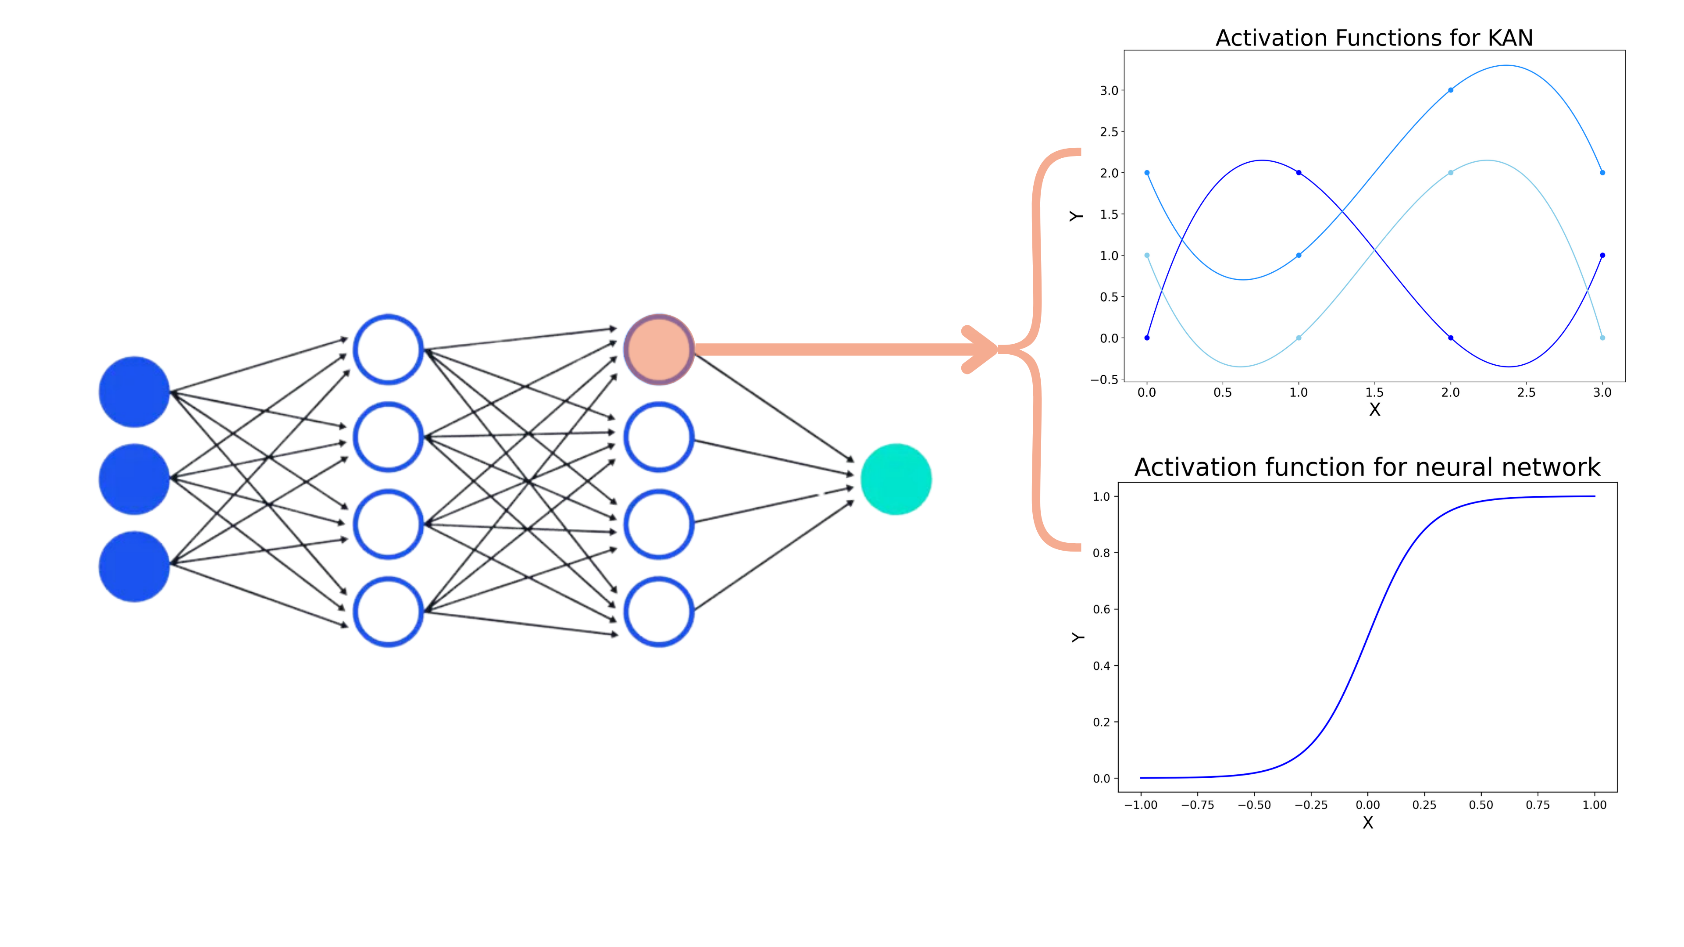 Activation Functions for KAN
3.0
2.5
2.0
1.5
1.0
0.5
0.0
−0.5
Y
0.0 0.5 1.0 1.5 2.0 2.5 3.0
X
Activation function for neural network
1.0
0.8
0.6
0.4
0.2
0.0
Y
−1.00 −0.75 −0.50 −0.25 0.00 0.25 0.50 0.75 1.00
X